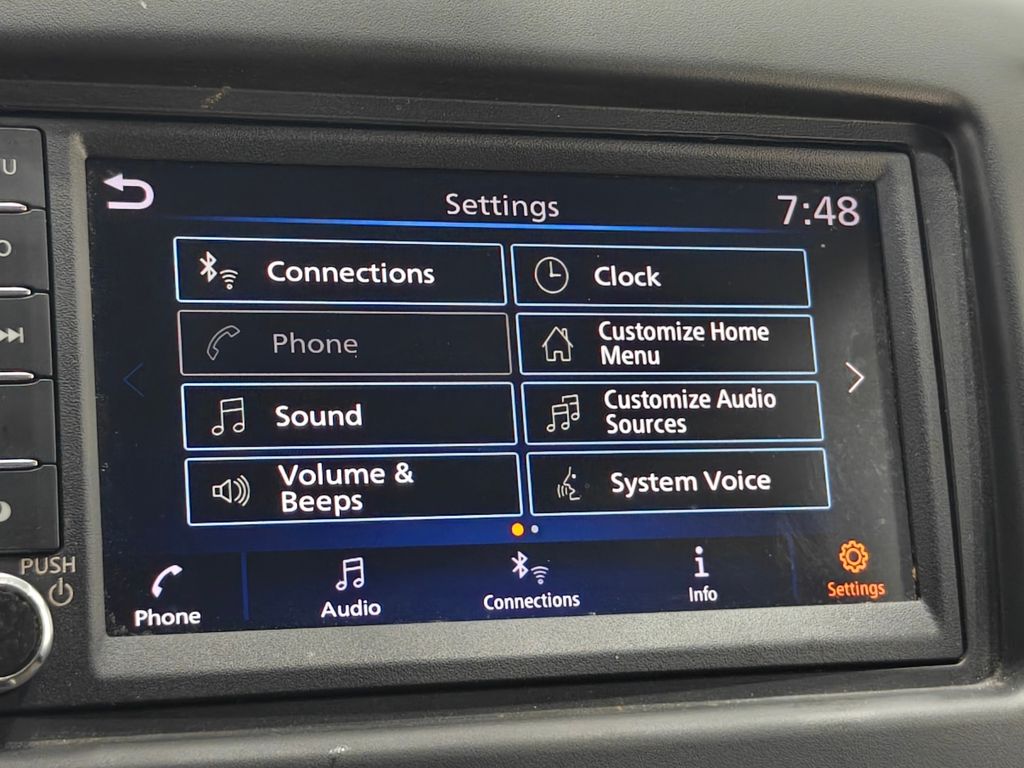 U
O
Settings
7:48
Connections
Clock
Phone
Customize Home
Menu
Sound
Customize Audio
Sources
Volume &
Beeps
System Voice
PUSH
Phone
Audio
Connections
Info
Settings